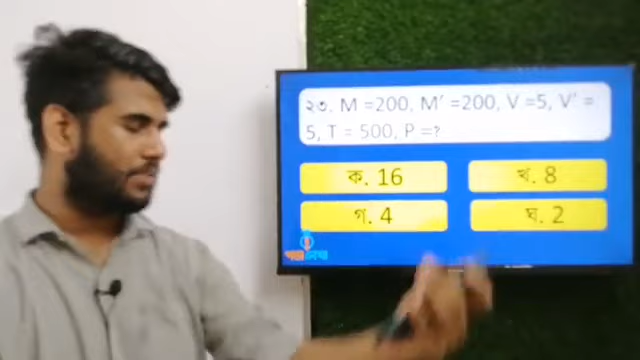 ২৩. M =200, M′ =200, V =5, V′ =
5, T = 500, P =?
ক. 16
খ. 8
গ. 4
ঘ. 2